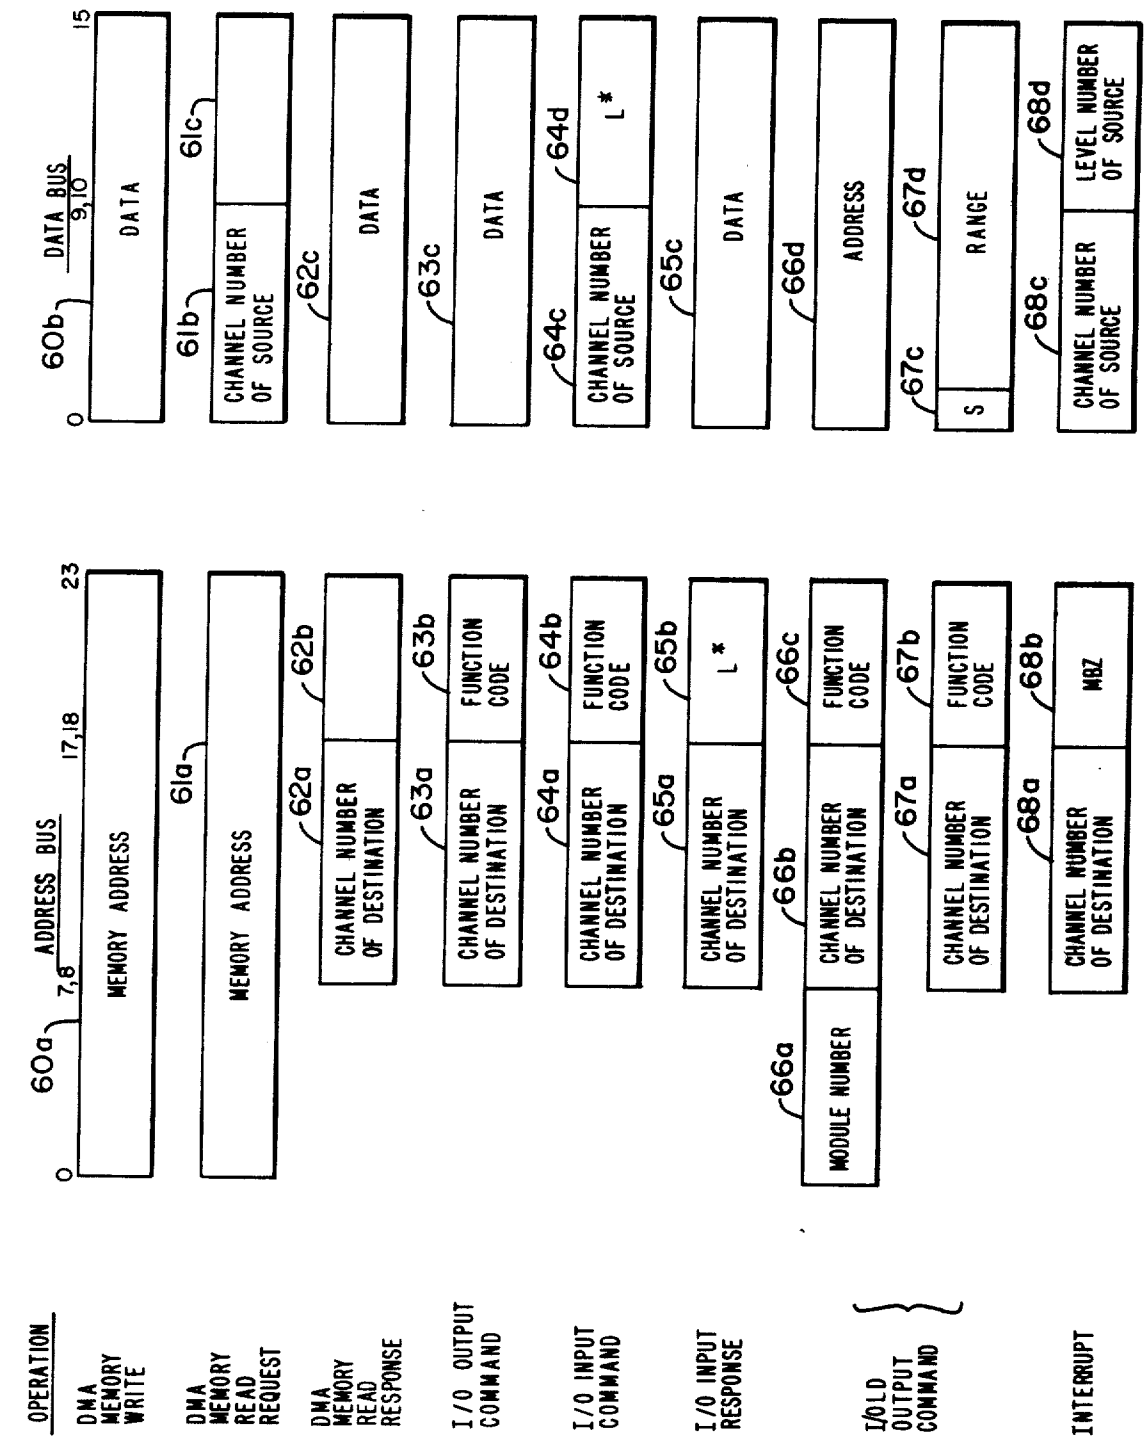 OPERATION
ADDRESS BUS
DATA BUS
0
7,8
17,18
23
0
9,10
15
60a
60b
DMA
MEMORY
WRITE
MEMORY ADDRESS
DATA
61a
61b
61c
DMA
MEMORY
READ
REQUEST
MEMORY ADDRESS
CHANNEL NUMBER
OF SOURCE
62a
62b
62c
DMA
MEMORY
READ
RESPONSE
CHANNEL NUMBER
OF DESTINATION
DATA
63a
63b
63c
I/O OUTPUT
COMMAND
CHANNEL NUMBER
OF DESTINATION
FUNCTION
CODE
DATA
64a
64b
64c
64d
I/O INPUT
COMMAND
CHANNEL NUMBER
OF DESTINATION
FUNCTION
CODE
CHANNEL NUMBER
OF SOURCE
L*
65a
65b
65c
I/O INPUT
RESPONSE
CHANNEL NUMBER
OF DESTINATION
L*
DATA
66a
66b
66c
66d
I/OLD
OUTPUT
COMMAND
MODULE NUMBER
CHANNEL NUMBER
OF DESTINATION
FUNCTION
CODE
ADDRESS
67a
67b
67c
67d
CHANNEL NUMBER
OF DESTINATION
FUNCTION
CODE
S
RANGE
68a
68b
68c
68d
INTERRUPT
CHANNEL NUMBER
OF DESTINATION
MBZ
CHANNEL NUMBER
OF SOURCE
LEVEL NUMBER
OF SOURCE